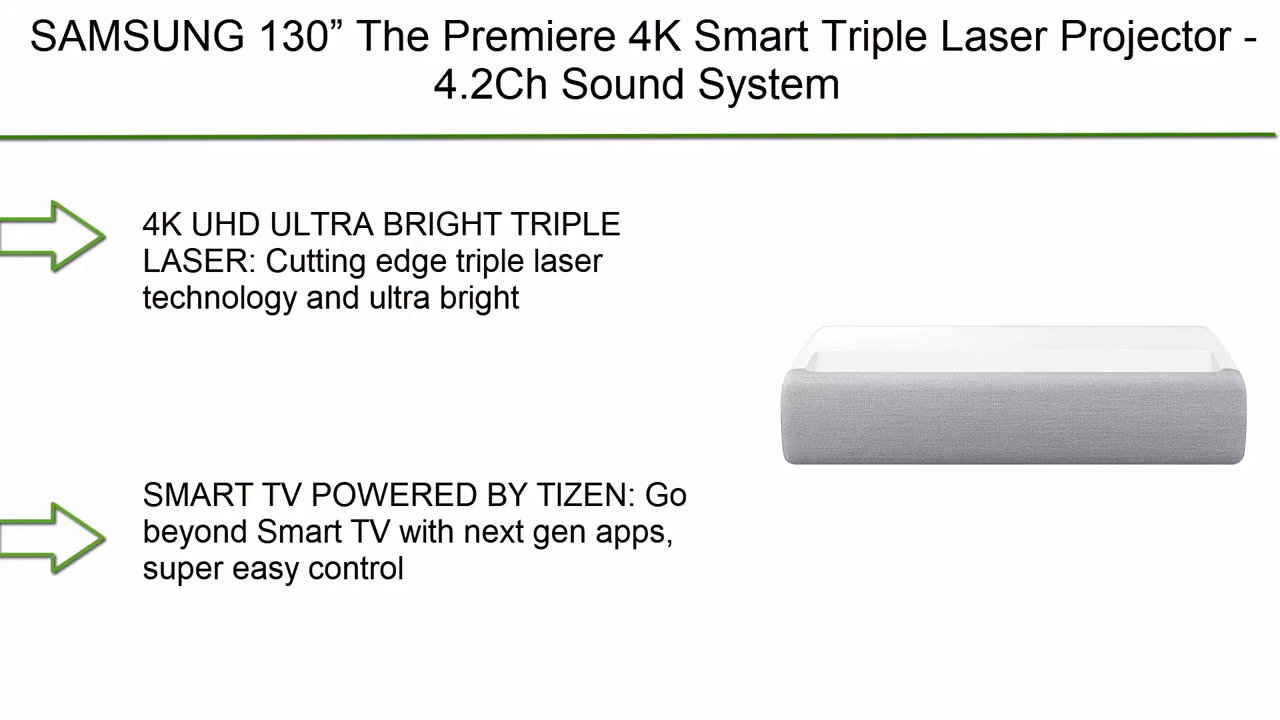 SAMSUNG 130” The Premiere 4K Smart Triple Laser Projector -
4.2Ch Sound System
4K UHD ULTRA BRIGHT TRIPLE
LASER: Cutting edge triple laser
technology and ultra bright
SMART TV POWERED BY TIZEN: Go
beyond Smart TV with next gen apps,
super easy control